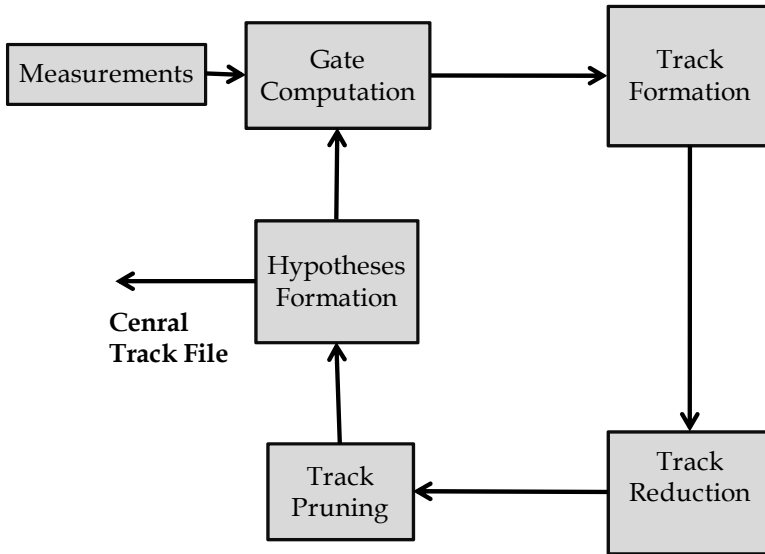 Measurements
Gate
Computation
Track
Formation
Hypotheses
Formation
Cenral
Track File
Track
Pruning
Track
Reduction